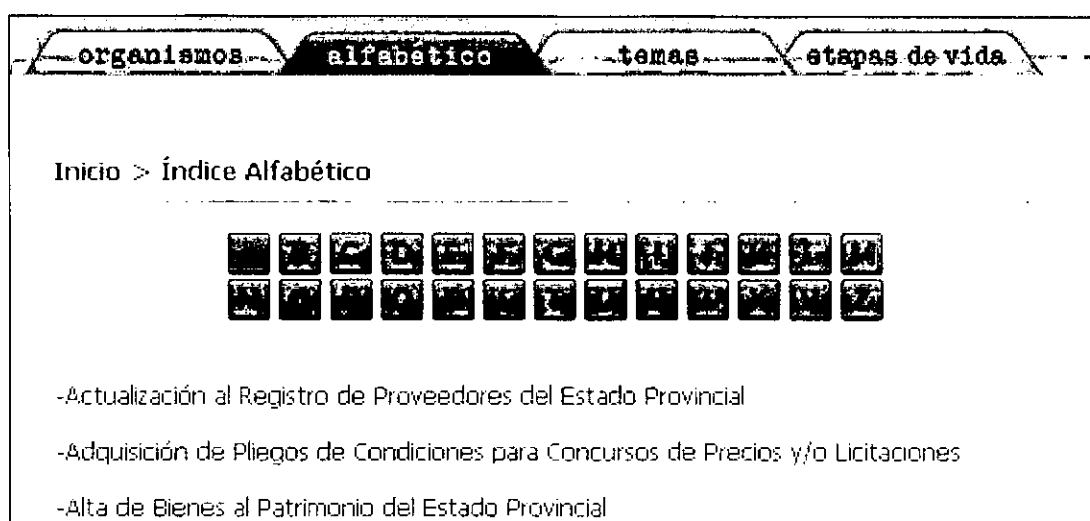 organismos alfabético temas etapas de vida
Inicio > Índice Alfabético
B C D E F G H I J K L M
N O P Q R S T U V W X Y Z
-Actualización al Registro de Proveedores del Estado Provincial
-Adquisición de Pliegos de Condiciones para Concursos de Precios y/o Licitaciones
-Alta de Bienes al Patrimonio del Estado Provincial